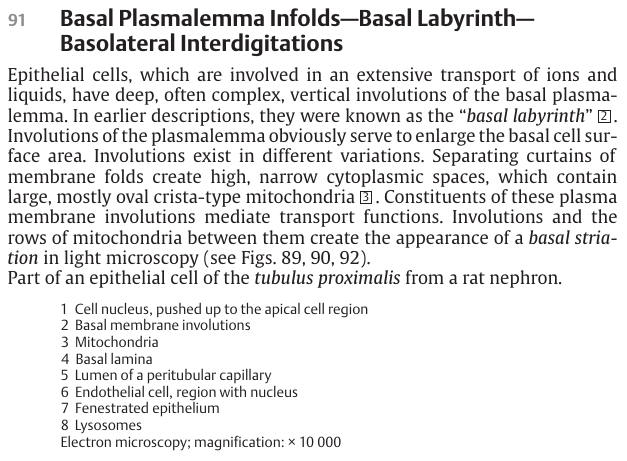 91 Basal Plasmalemma Infolds—Basal Labyrinth—
Basolateral Interdigitations
Epithelial cells, which are involved in an extensive transport of ions and
liquids, have deep, often complex, vertical involutions of the basal plasma-
lemma. In earlier descriptions, they were known as the “basal labyrinth” 2.
Involutions of the plasmalemma obviously serve to enlarge the basal cell sur-
face area. Involutions exist in different variations. Separating curtains of
membrane folds create high, narrow cytoplasmic spaces, which contain
large, mostly oval crista-type mitochondria 3. Constituents of these plasma
membrane involutions mediate transport functions. Involutions and the
rows of mitochondria between them create the appearance of a basal stria-
tion in light microscopy (see Figs. 89, 90, 92).
Part of an epithelial cell of the tubulus proximalis from a rat nephron.
1 Cell nucleus, pushed up to the apical cell region
2 Basal membrane involutions
3 Mitochondria
4 Basal lamina
5 Lumen of a peritubular capillary
6 Endothelial cell, region with nucleus
7 Fenestrated epithelium
8 Lysosomes
Electron microscopy; magnification: × 10 000